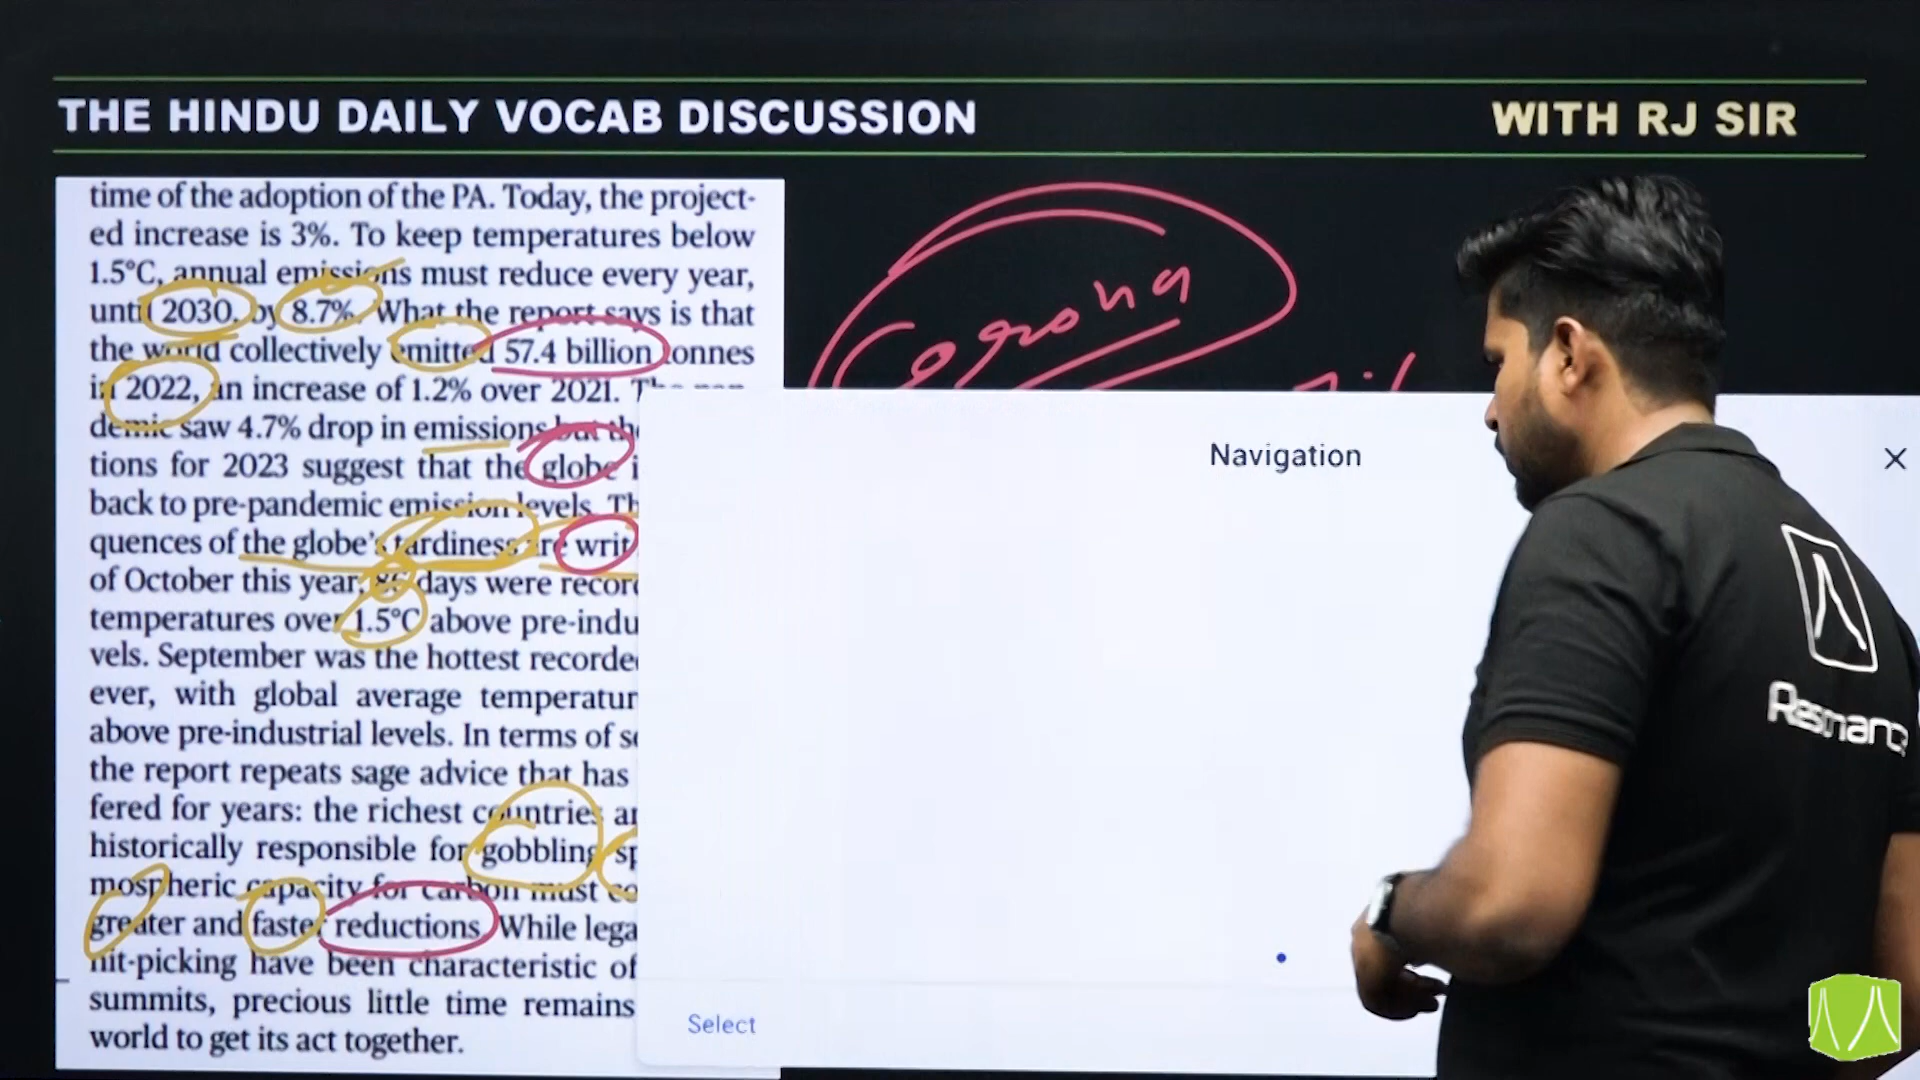 THE HINDU DAILY VOCAB DISCUSSION
WITH RJ SIR
time of the adoption of the PA. Today, the project-
ed increase is 3%. To keep temperatures below
1.5°C, annual emissions must reduce every year,
until 2030, by 8.7%. What the report says is that
the world collectively emitted 57.4 billion tonnes
in 2022, an increase of 1.2% over 2021.
demic saw 4.7% drop in emissions but the
tions for 2023 suggest that the globe
back to pre-pandemic emission levels.
quences of the globe's tardiness are writ
of October this year, 86 days were
temperatures over 1.5°C above
vels. September was the hottest
ever, with global average
above pre-industrial levels. In terms of
the report repeats sage advice that has
fered for years: the richest countries
historically responsible for gobbling
mospheric capacity for carbon must
greater and faster reductions. While
nit-picking have been characteristic of
summits, precious little time remains
world to get its act together.
Corona
Navigation
Select